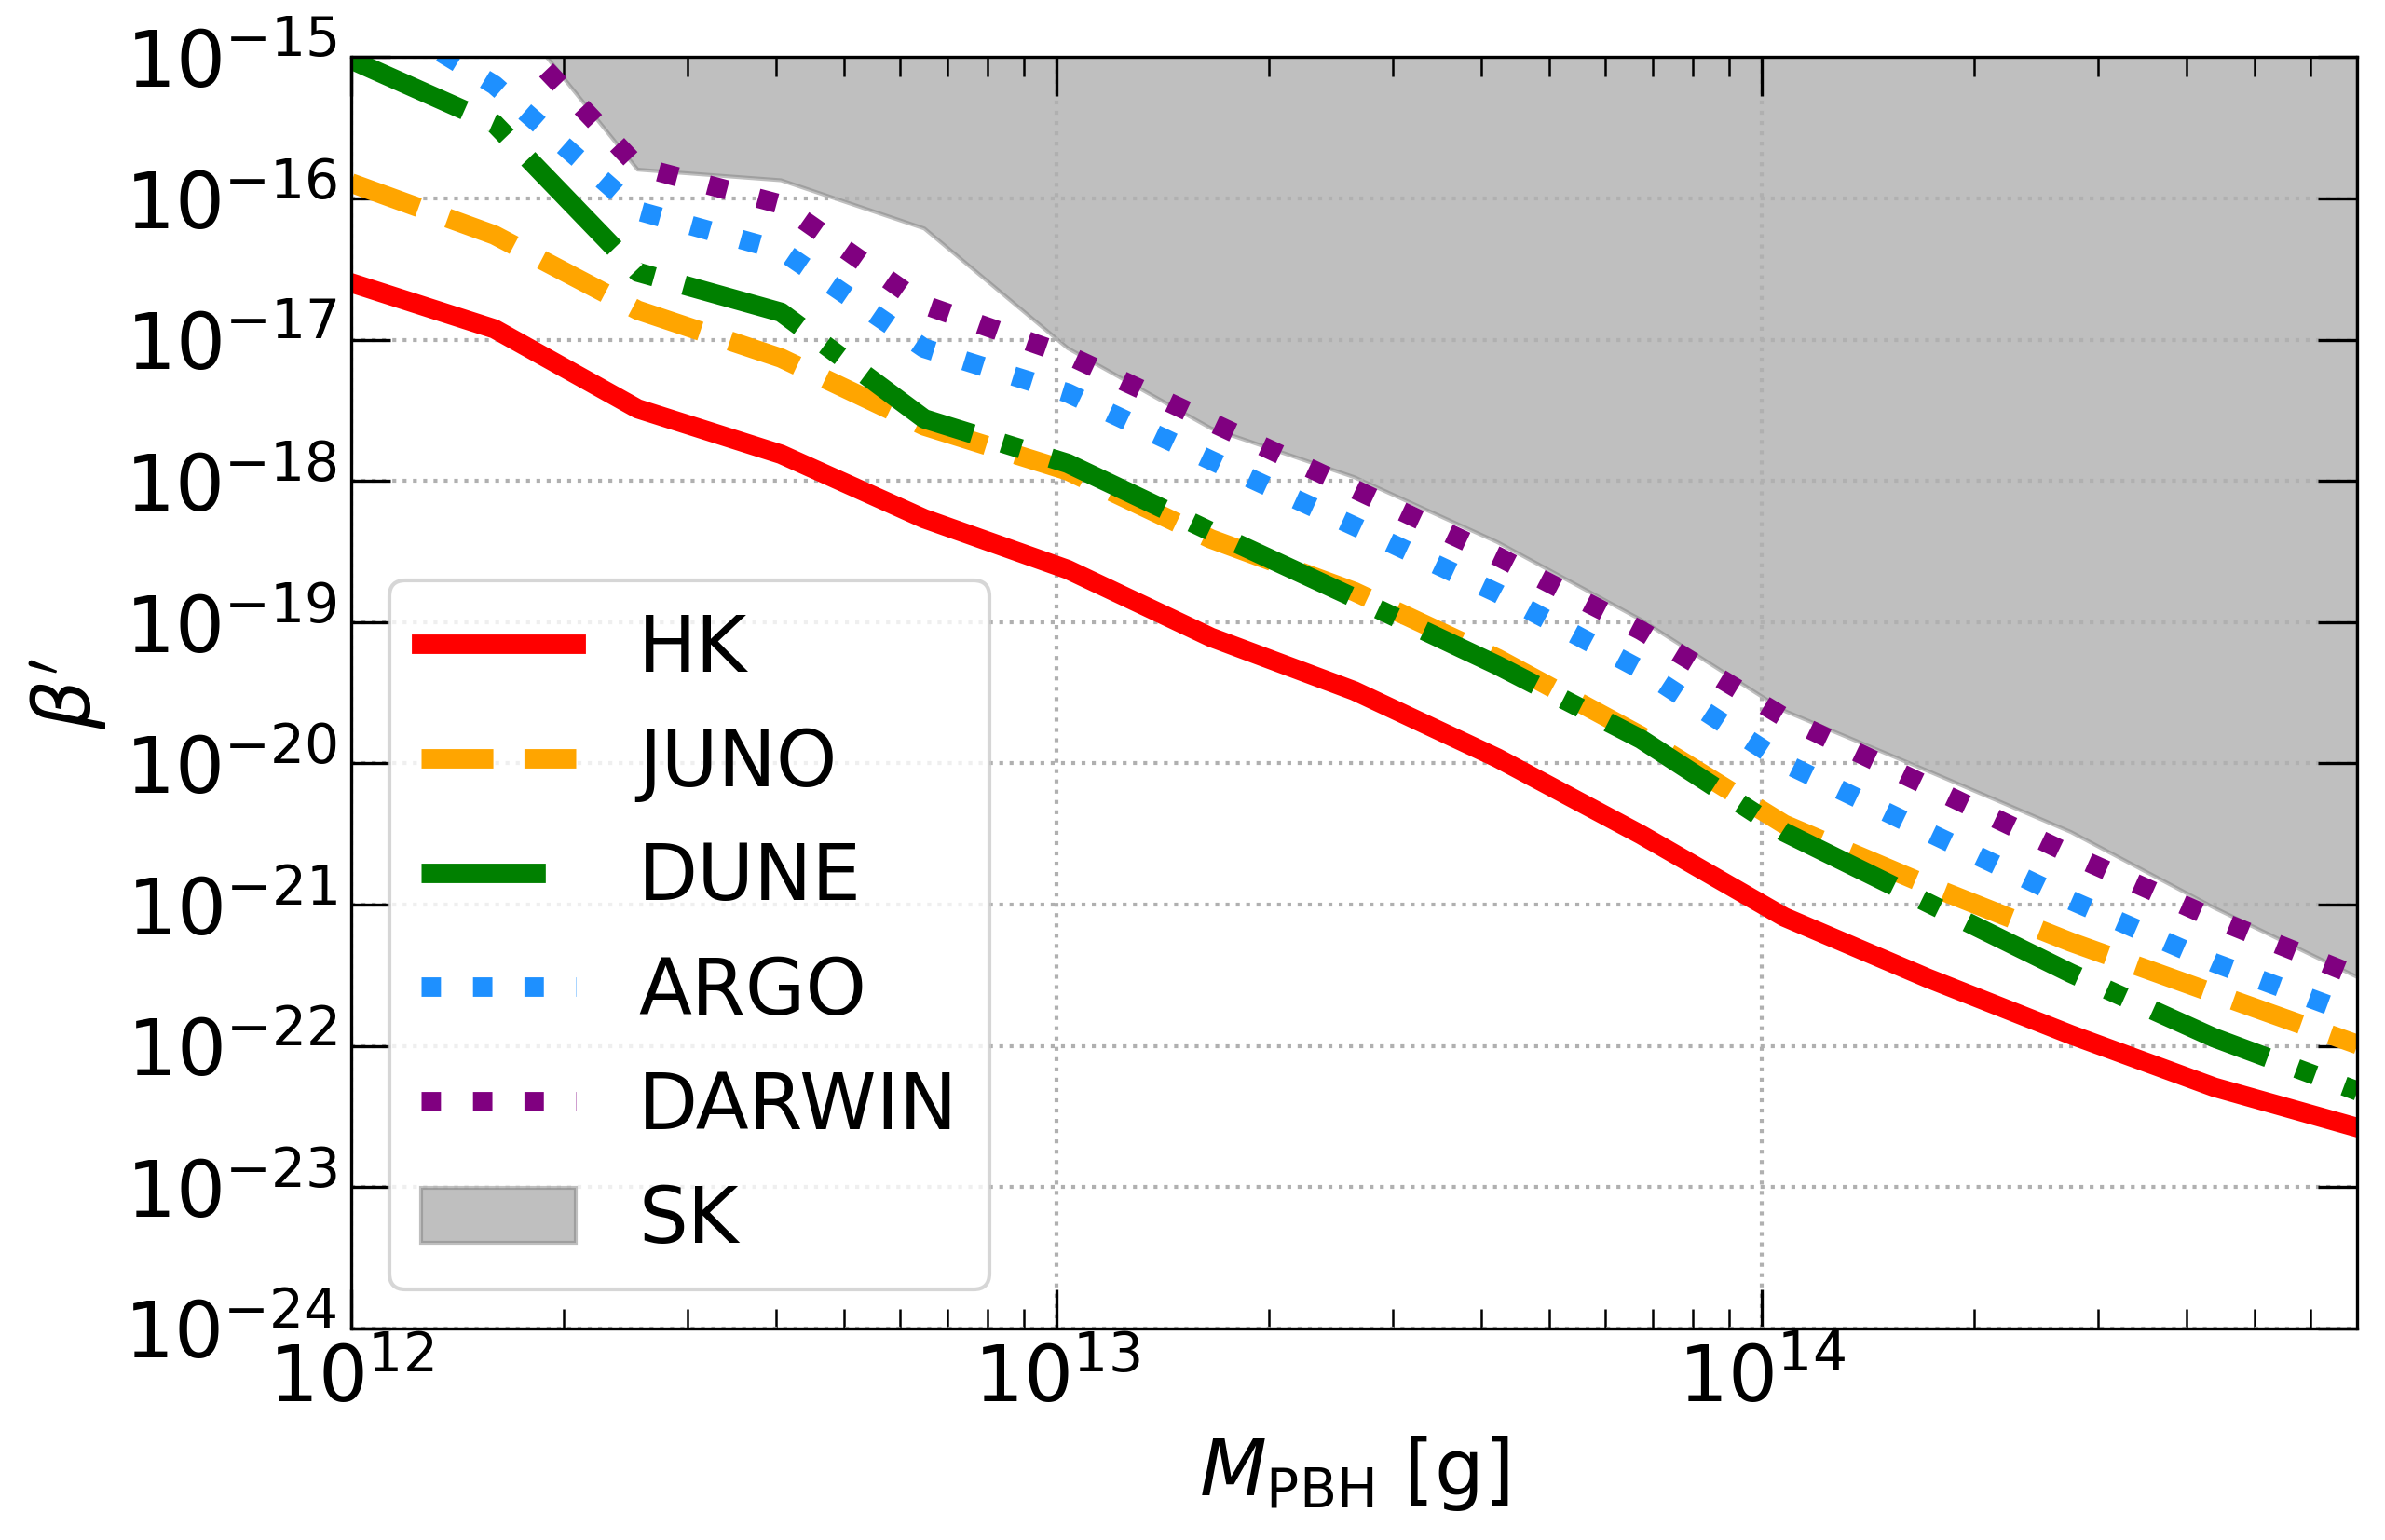 10⁻¹⁵
10⁻¹⁶
10⁻¹⁷
10⁻¹⁸
10⁻¹⁹
10⁻²⁰
10⁻²¹
10⁻²²
10⁻²³
10⁻²⁴
β′
HK
JUNO
DUNE
ARGO
DARWIN
SK
10¹² 10¹³ 10¹⁴
M_PBH [g]